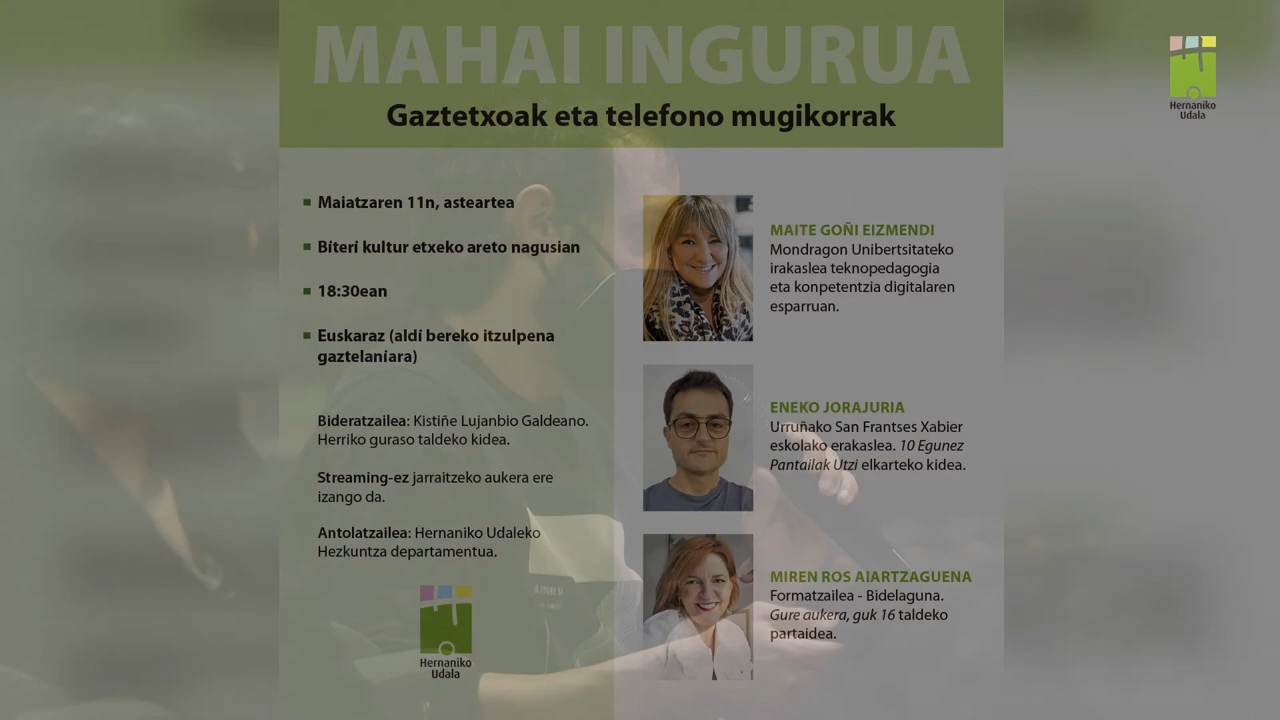 MAHAI INGURUA
Gaztetxoak eta telefono mugikorrak
Maiatzaren 11n, asteartea
Biteri kultur etxeko areto nagusian
18:30ean
Euskaraz (aldi bereko itzulpena
gaztelaniara)
Bideratzailea: Kistiñe Lujanbio Galdeano.
Herriko guraso taldeko kidea.
Streaming-ez jarraitzeko aukera ere
izango da.
Antolatzailea: Hernaniko Udaleko
Hezkuntza departamentua.
Hernaniko
Udala
MAITE GOÑI EIZMENDI
Mondragon Unibertsitateko
irakaslea teknopedagogia
eta konpetentzia digitalaren
esparruan.
ENEKO JORAJURIA
Urruñako San Frantses Xabier
eskolako erakaslea. 10 Egunez
Pantailak Utzi elkarteko kidea.
MIREN ROS AIARTZAGUENA
Formatzailea - Bidelaguna.
Gure aukera, guk 16 taldeko
partaidea.
Hernaniko
Udala